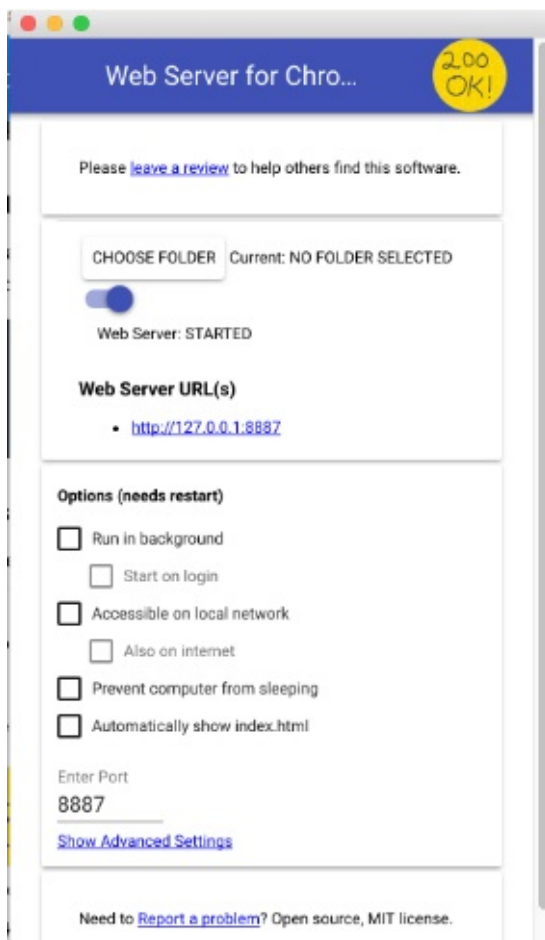 Web Server for Chro...
200
OK!
Please leave a review to help others find this software.
CHOOSE FOLDER Current: NO FOLDER SELECTED
Web Server: STARTED
Web Server URL(s)
• http://127.0.0.1:8887
Options (needs restart)
Run in background
Start on login
Accessible on local network
Also on internet
Prevent computer from sleeping
Automatically show index.html
Enter Port
8887
Show Advanced Settings
Need to Report a problem? Open source, MIT license.